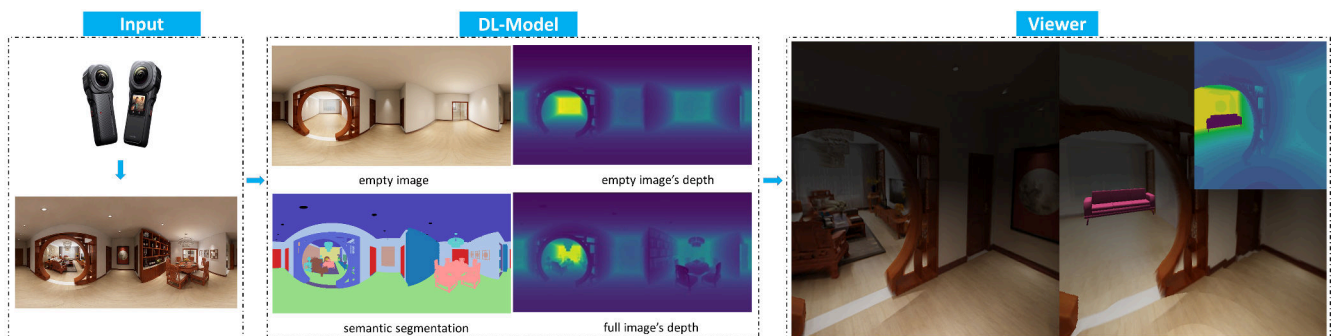 Input
DL-Model
Viewer
empty image
empty image's depth
semantic segmentation
full image's depth